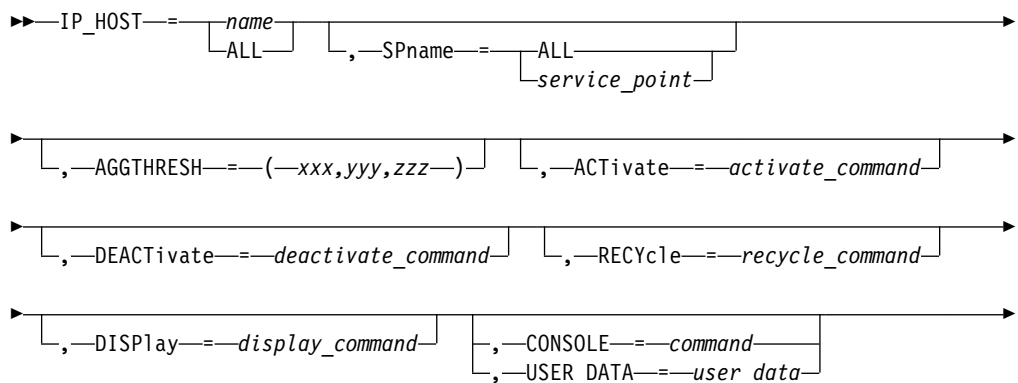 IP_HOST = name
ALL
, SPname = ALL
service_point
, AGGTHRESH = ( xxx,yyy,zzz )
, ACTivate = activate_command
, DEACTivate = deactivate_command
, RECYcle = recycle_command
, DISPlay = display_command
, CONSOLE = command
, USER DATA = user data